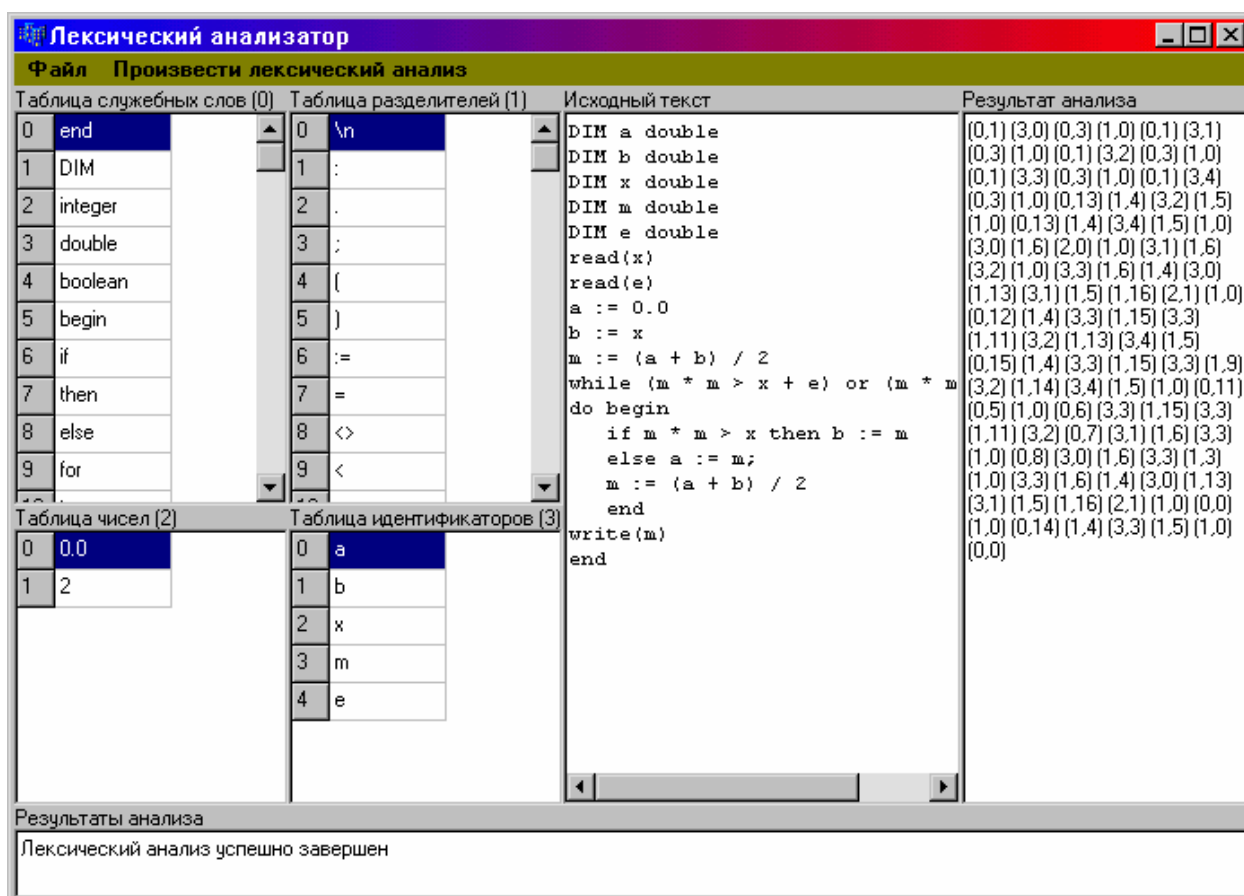 Лексический анализатор
Файл Произвести лексический анализ
Таблица служебных слов (0)
0 end
1 DIM
2 integer
3 double
4 boolean
5 begin
6 if
7 then
8 else
9 for
Таблица разделителей (1)
0 \n
1 :
2 .
3 ;
4 (
5 )
6 :=
7 =
8 <>
9 <
Таблица чисел (2)
0 0.0
1 2
Таблица идентификаторов (3)
0 a
1 b
2 x
3 m
4 e
Исходный текст
DIM a double
DIM b double
DIM x double
DIM m double
DIM e double
read(x)
read(e)
a := 0.0
b := x
m := (a + b) / 2
while (m * m > x + e) or (m * m
do begin
if m * m > x then b := m
else a := m;
m := (a + b) / 2
end
write(m)
end
Результат анализа
(0,1) (3,0) (0,3) (1,0) (0,1) (3,1)
(0,3) (1,0) (0,1) (3,2) (0,3) (1,0)
(0,1) (3,3) (0,3) (1,0) (0,1) (3,4)
(0,3) (1,0) (0,13) (1,4) (3,2) (1,5)
(1,0) (0,13) (1,4) (3,4) (1,5) (1,0)
(3,0) (1,6) (2,0) (1,0) (3,1) (1,6)
(3,2) (1,0) (3,3) (1,6) (1,4) (3,0)
(1,13) (3,1) (1,5) (1,16) (2,1) (1,0)
(0,12) (1,4) (3,3) (1,15) (3,3)
(1,11) (3,2) (1,13) (3,4) (1,5)
(0,15) (1,4) (3,3) (1,15) (3,3) (1,9)
(3,2) (1,14) (3,4) (1,5) (1,0) (0,11)
(0,5) (1,0) (0,6) (3,3) (1,15) (3,3)
(1,11) (3,2) (0,7) (3,1) (1,6) (3,3)
(1,0) (0,8) (3,0) (1,6) (3,3) (1,3)
(1,0) (3,3) (1,6) (1,4) (3,0) (1,13)
(3,1) (1,5) (1,16) (2,1) (1,0) (0,0)
(1,0) (0,14) (1,4) (3,3) (1,5) (1,0)
(0,0)
Результаты анализа
Лексический анализ успешно завершен